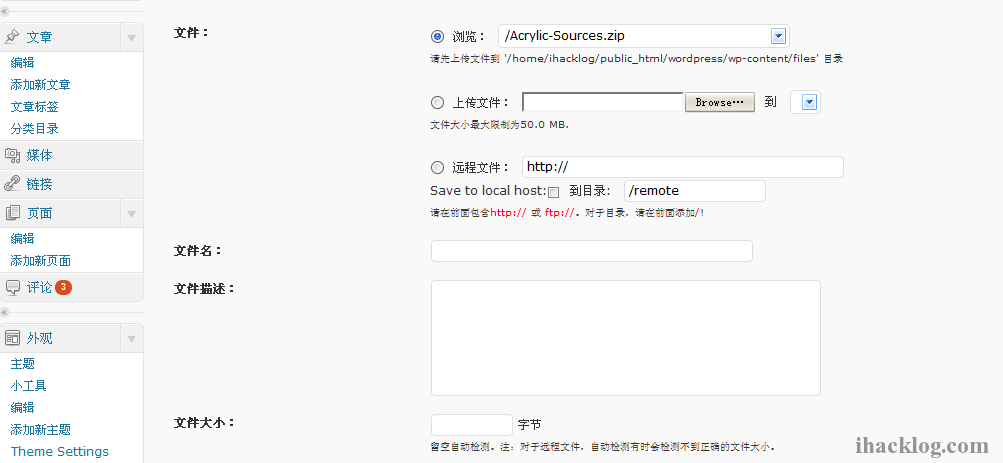 文章
编辑
添加新文章
文章标签
分类目录
媒体
链接
页面
编辑
添加新页面
评论 3
外观
主题
小工具
编辑
添加新主题
Theme Settings
文件：
浏览： /Acrylic-Sources.zip
请先上传文件到 '/home/ihacklog/public_html/wordpress/wp-content/files' 目录
上传文件： Browse… 到
文件大小最大限制为50.0 MB.
远程文件： http://
Save to local host: 到目录: /remote
请在前面包含http:// 或 ftp://。对于目录，请在前面添加/!
文件名：
文件描述：
文件大小： 字节
留空自动检测。注：对于远程文件，自动检测有时会检测不到正确的文件大小。
ihacklog.com